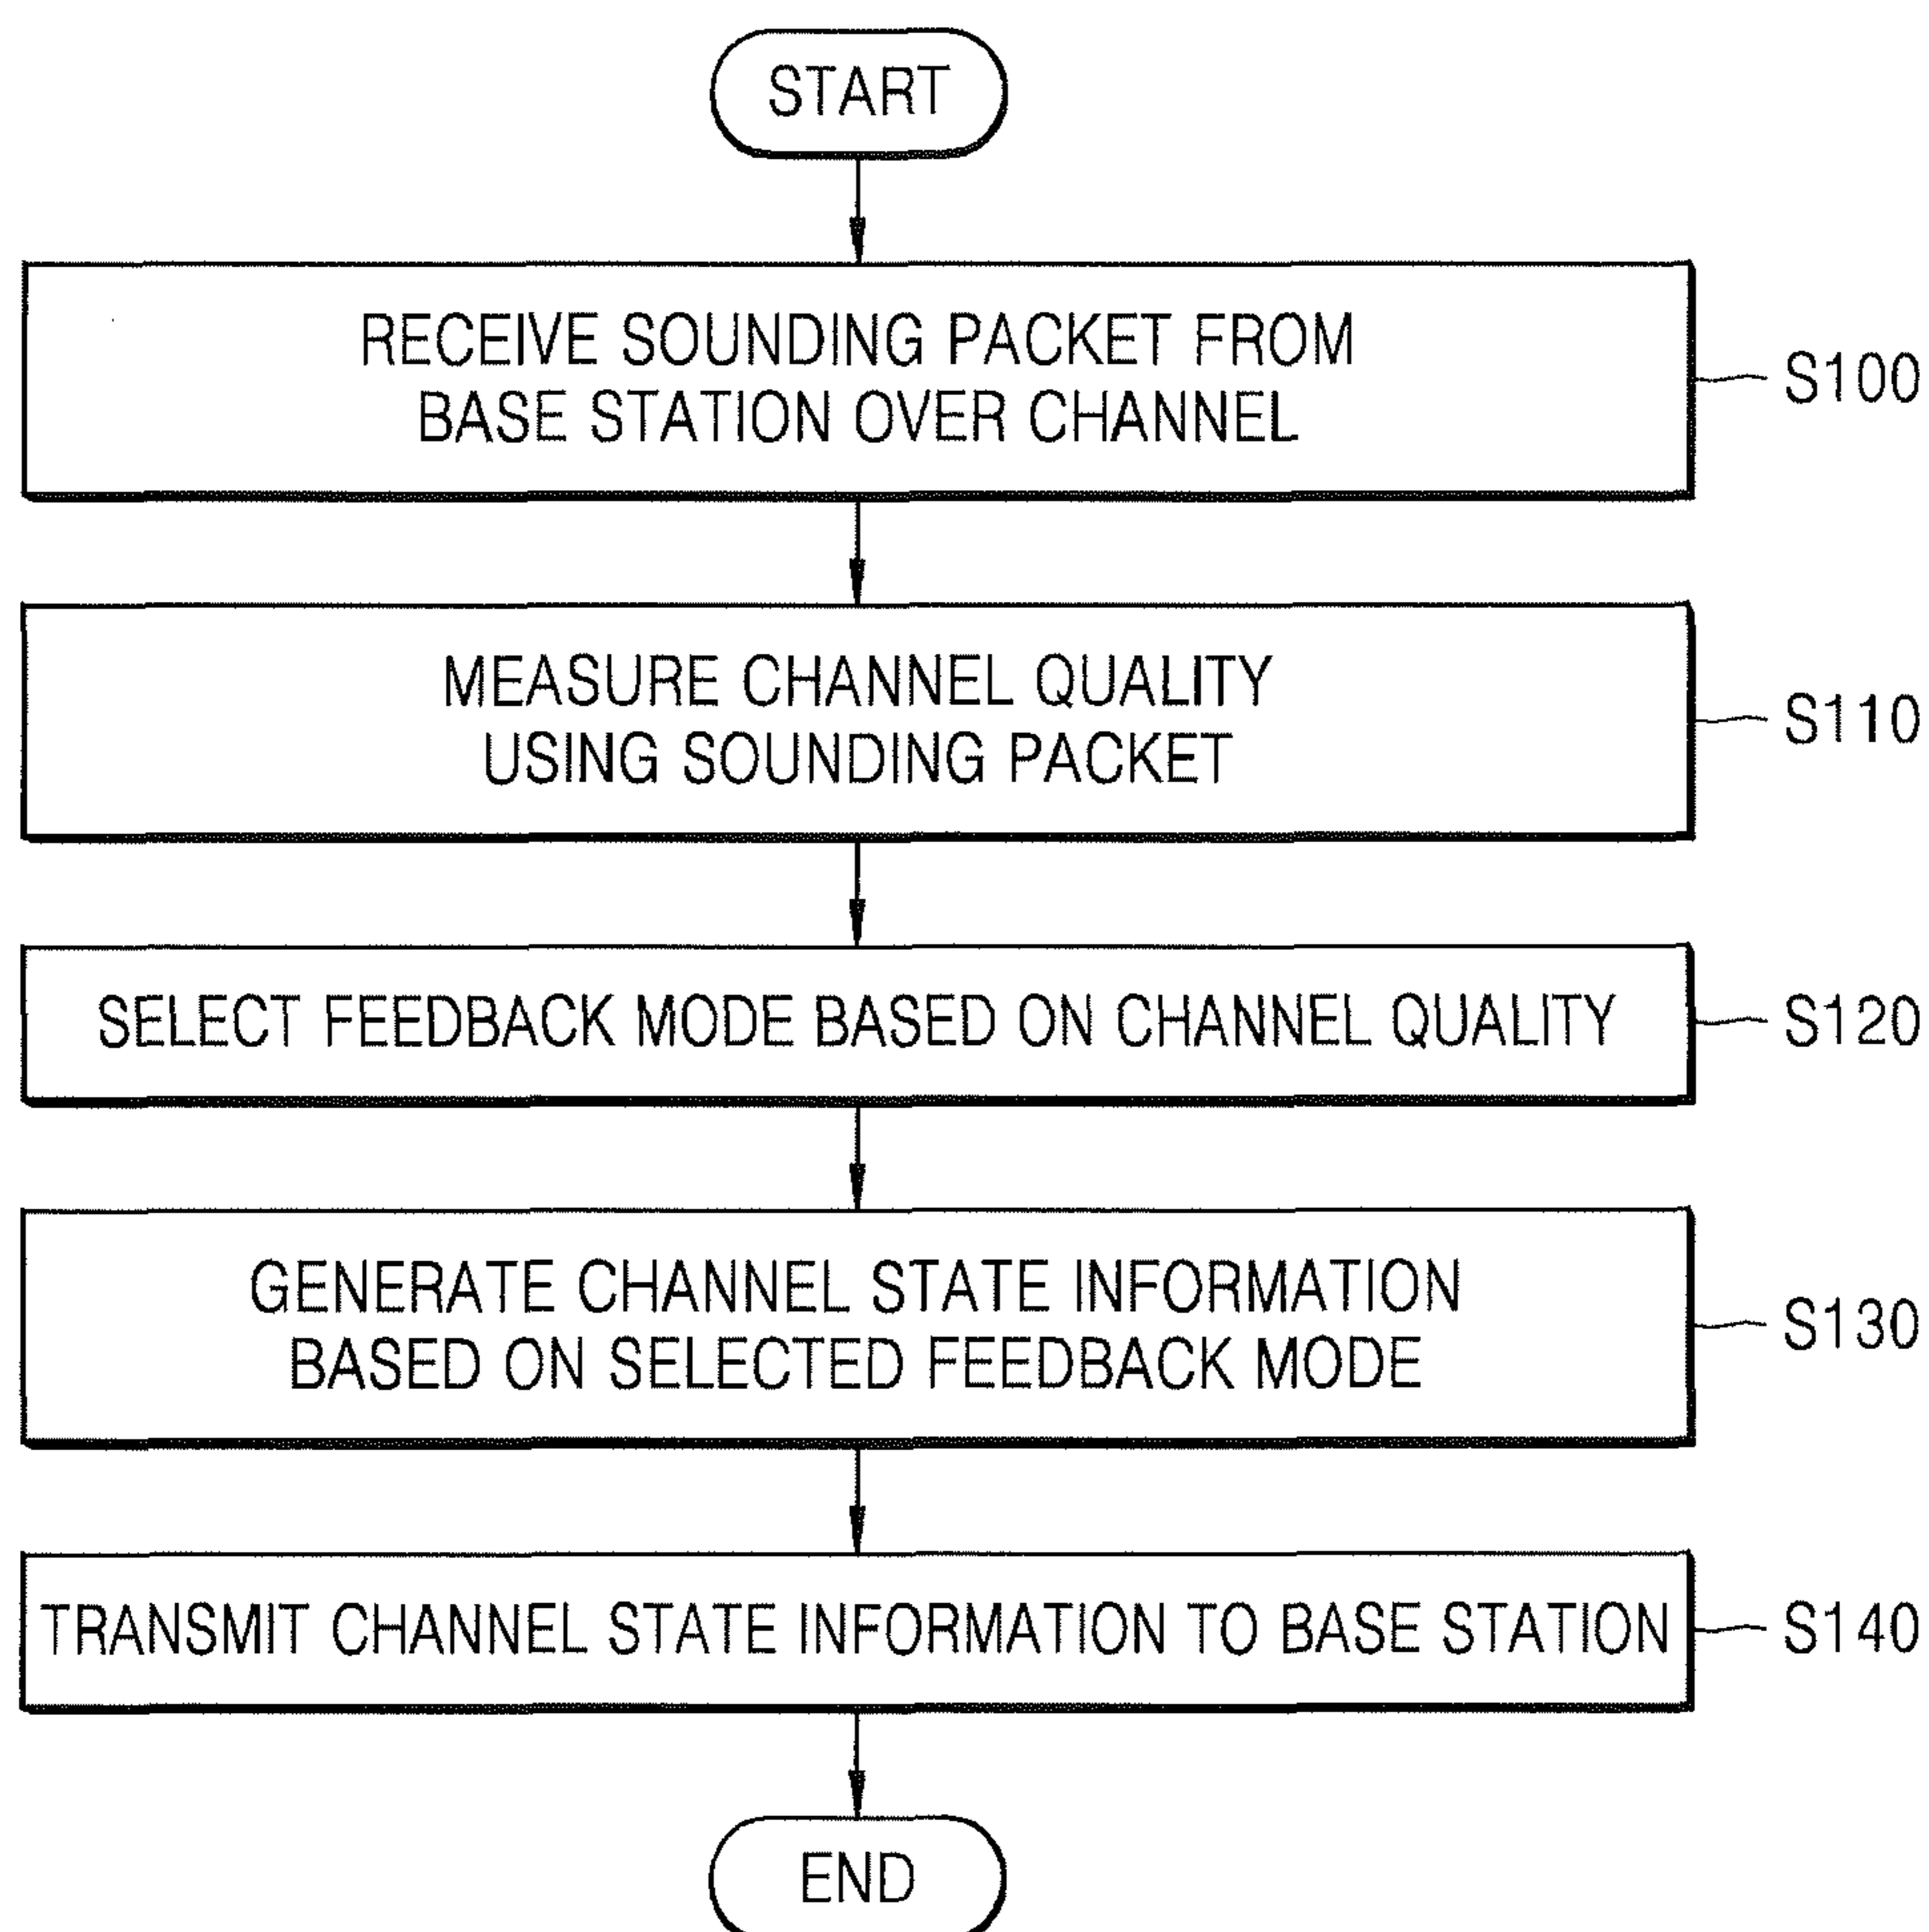 START
RECEIVE SOUNDING PACKET FROM
BASE STATION OVER CHANNEL
S100
MEASURE CHANNEL QUALITY
USING SOUNDING PACKET
S110
SELECT FEEDBACK MODE BASED ON CHANNEL QUALITY
S120
GENERATE CHANNEL STATE INFORMATION
BASED ON SELECTED FEEDBACK MODE
S130
TRANSMIT CHANNEL STATE INFORMATION TO BASE STATION
S140
END